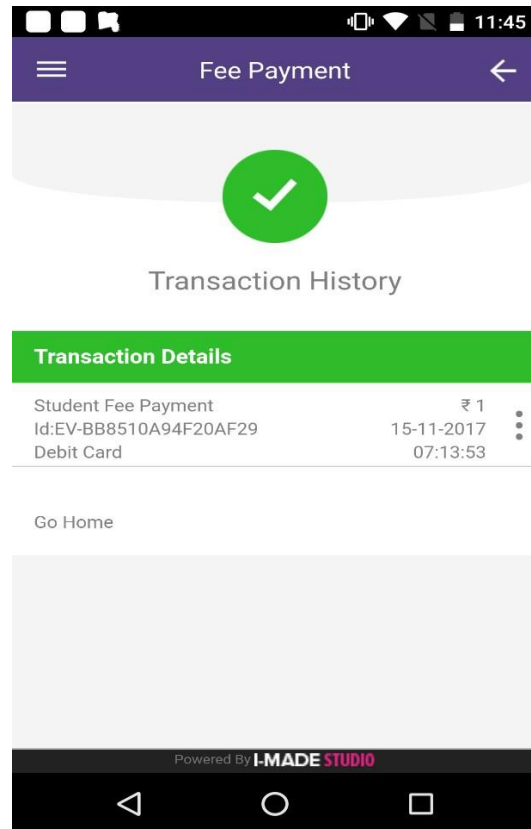 11:45
Fee Payment
Transaction History
Transaction Details
Student Fee Payment ₹ 1
Id:EV-BB8510A94F20AF29 15-11-2017
Debit Card 07:13:53
Go Home
Powered By I-MADE STUDIO